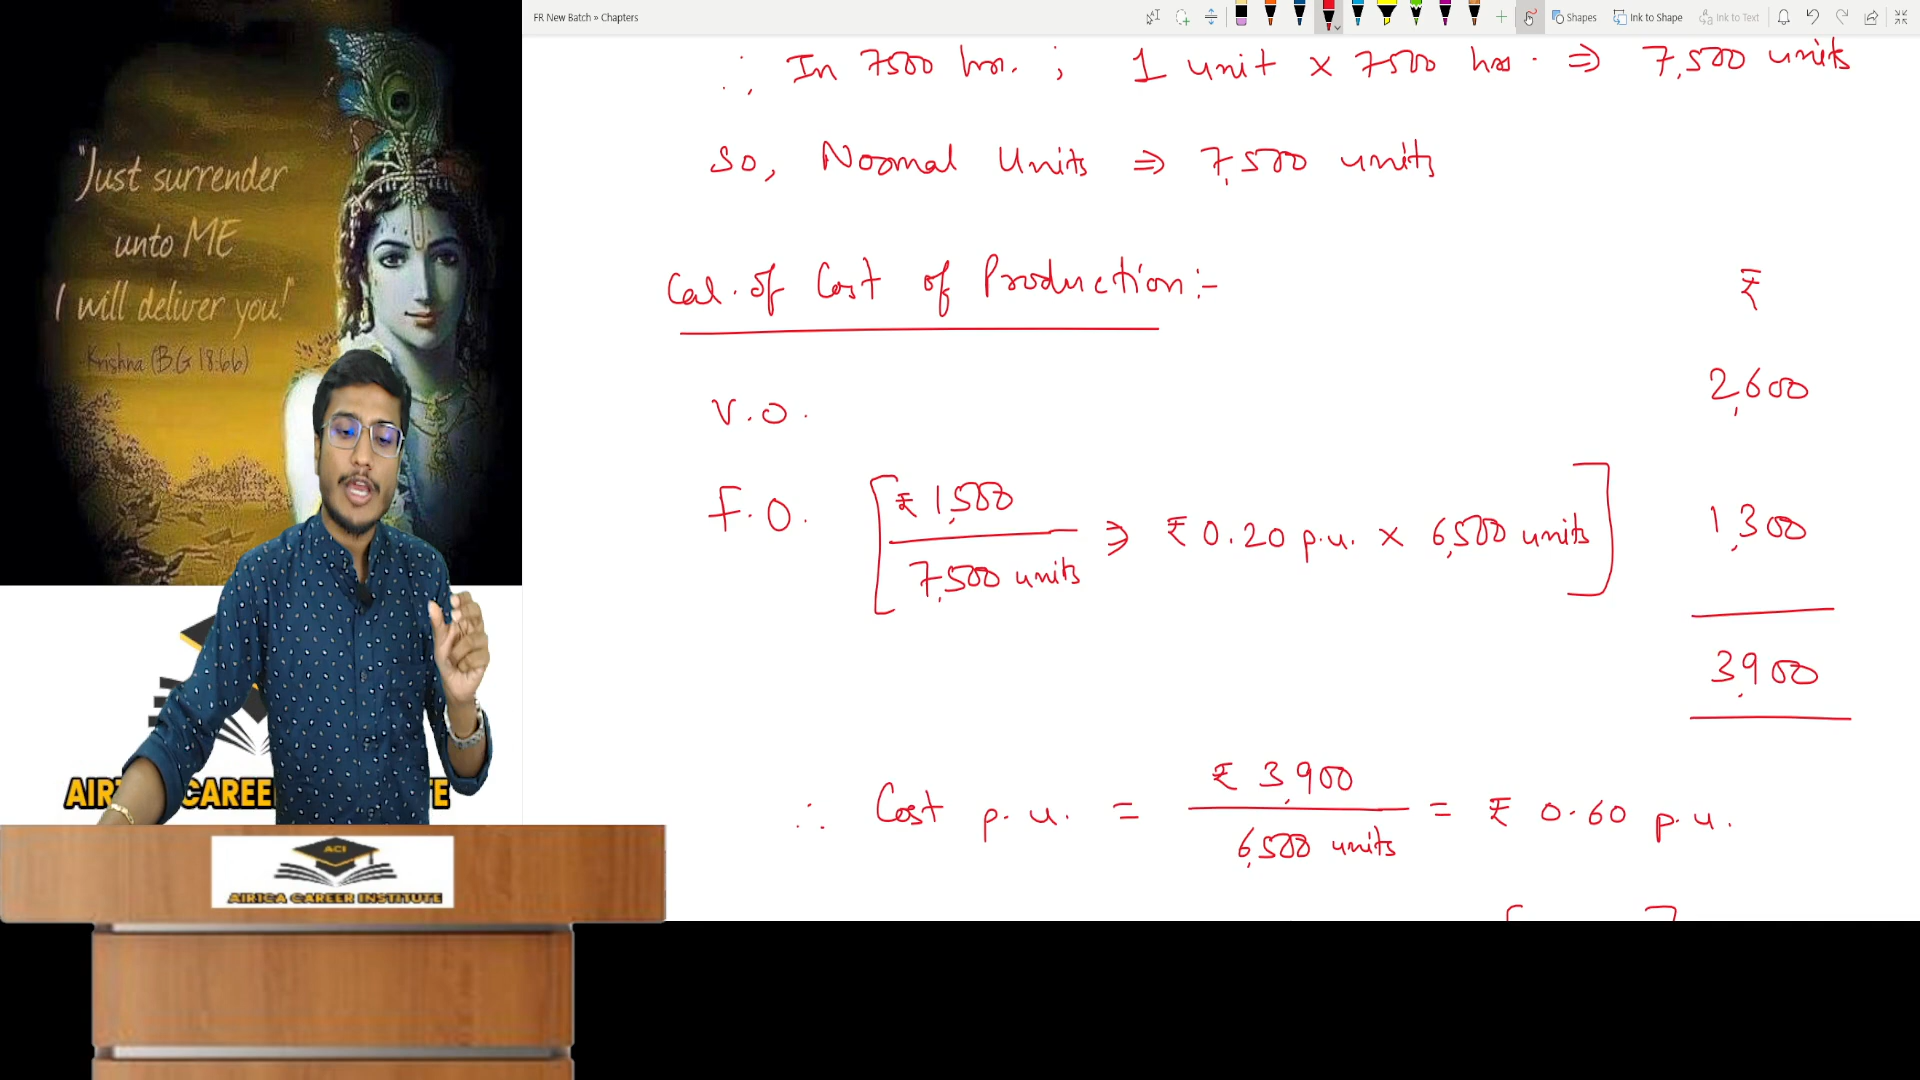 FR New Batch » Chapters
Shapes
Ink to Shape
Ink to Text
"Just surrender
unto ME
I will deliver you!"
-Krishna (B.G 18:66)
∴ In 7500 hrs. ; 1 unit × 7500 hrs. ⇒ 7,500 units
So, Normal Units ⇒ 7,500 units
Cal. of Cost of Production :-
₹
V.O. 2,600
F.O. [₹ 1,500 / 7,500 units ⇒ ₹ 0.20 p.u. × 6,500 units] 1,300
3,900
∴ Cost p.u. = ₹ 3,900 / 6,500 units = ₹ 0.60 p.u.
ACI
AIR1CA CAREER INSTITUTE